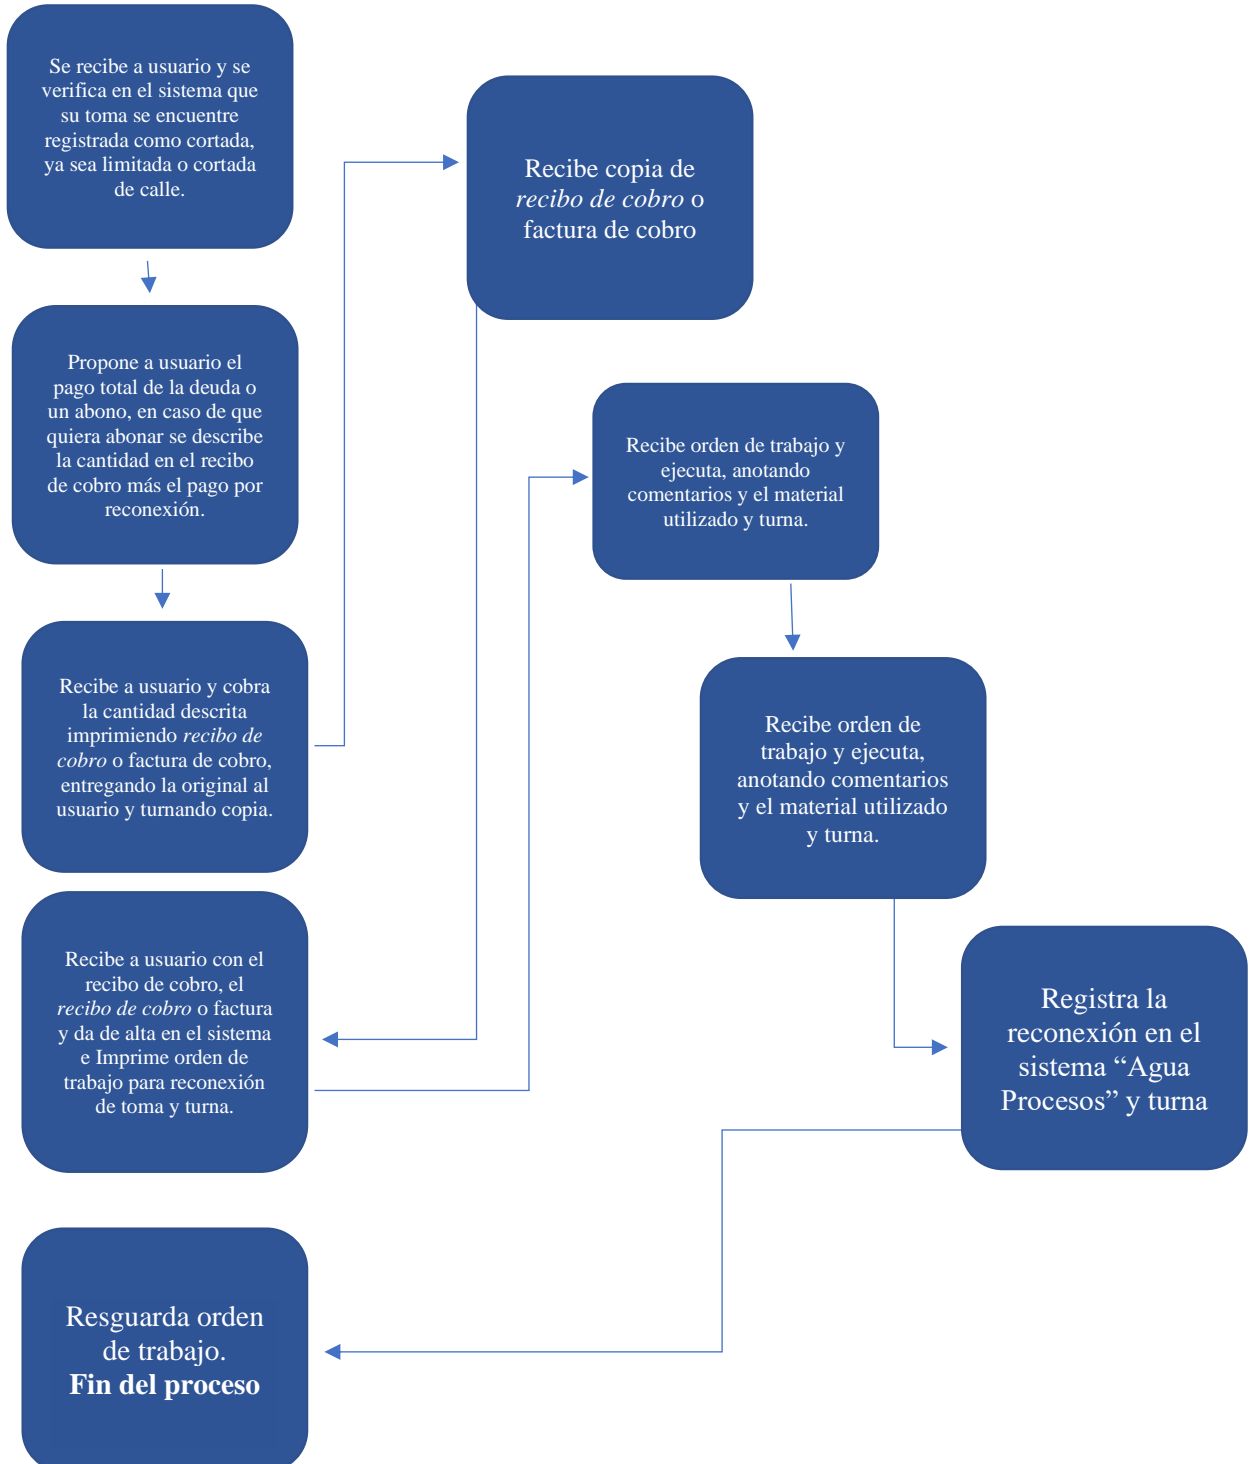 Se recibe a usuario y se
verifica en el sistema que
su toma se encuentre
registrada como cortada,
ya sea limitada o cortada
de calle.
Propone a usuario el
pago total de la deuda o
un abono, en caso de que
quiera abonar se describe
la cantidad en el recibo
de cobro más el pago por
reconexión.
Recibe a usuario y cobra
la cantidad descrita
imprimiendo recibo de
cobro o factura de cobro,
entregando la original al
usuario y turnando copia.
Recibe copia de
recibo de cobro o
factura de cobro
Recibe a usuario con el
recibo de cobro, el
recibo de cobro o factura
y da de alta en el sistema
e Imprime orden de
trabajo para reconexión
de toma y turna.
Recibe orden de trabajo y
ejecuta, anotando
comentarios y el material
utilizado y turna.
Recibe orden de
trabajo y ejecuta,
anotando comentarios
y el material utilizado
y turna.
Registra la
reconexión en el
sistema “Agua
Procesos” y turna
Resguarda orden
de trabajo.
Fin del proceso